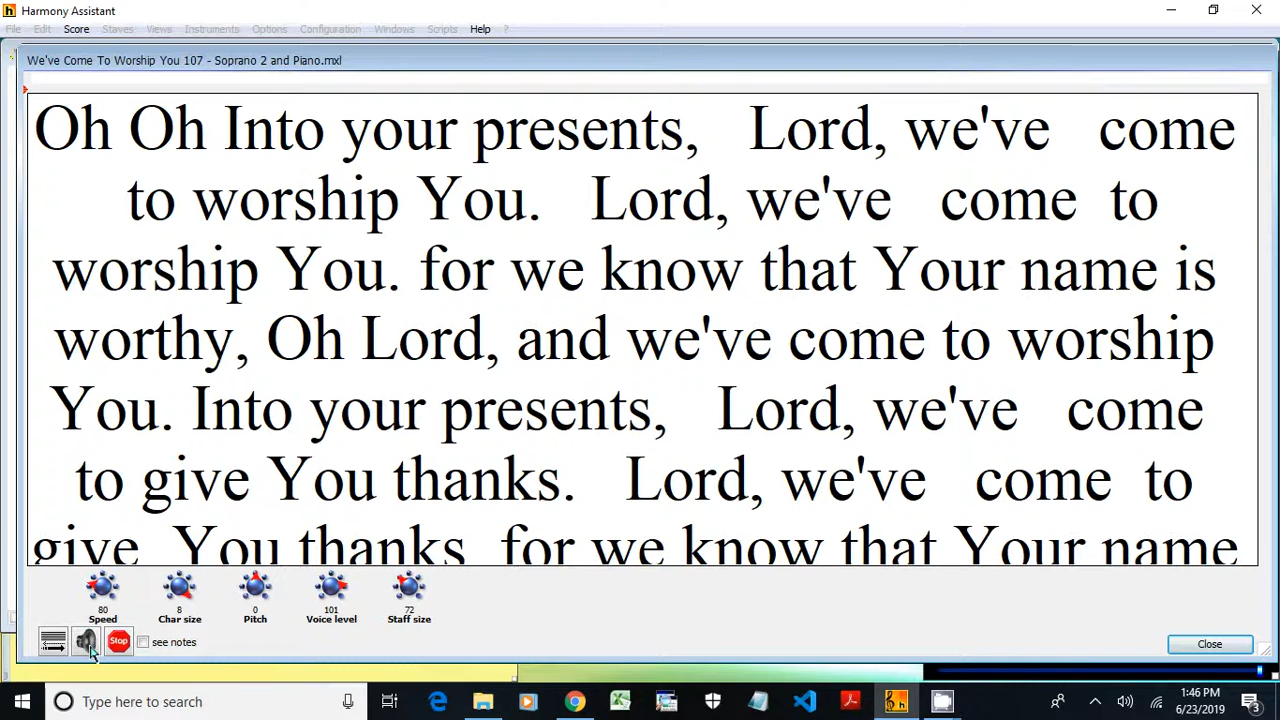 Harmony Assistant
File Edit Score Staves Views Instruments Options Configuration Windows Scripts Help ?
We've Come To Worship You 107 - Soprano 2 and Piano.mxl
Oh Oh Into your presents, Lord, we've come
to worship You. Lord, we've come to
worship You. for we know that Your name is
worthy, Oh Lord, and we've come to worship
You. Into your presents, Lord, we've come
to give You thanks. Lord, we've come to
give You thanks for we know that Your name
80 8 0 101 72
Speed Char size Pitch Voice level Staff size
Stop see notes Close
Type here to search
1:46 PM
6/23/2019
3